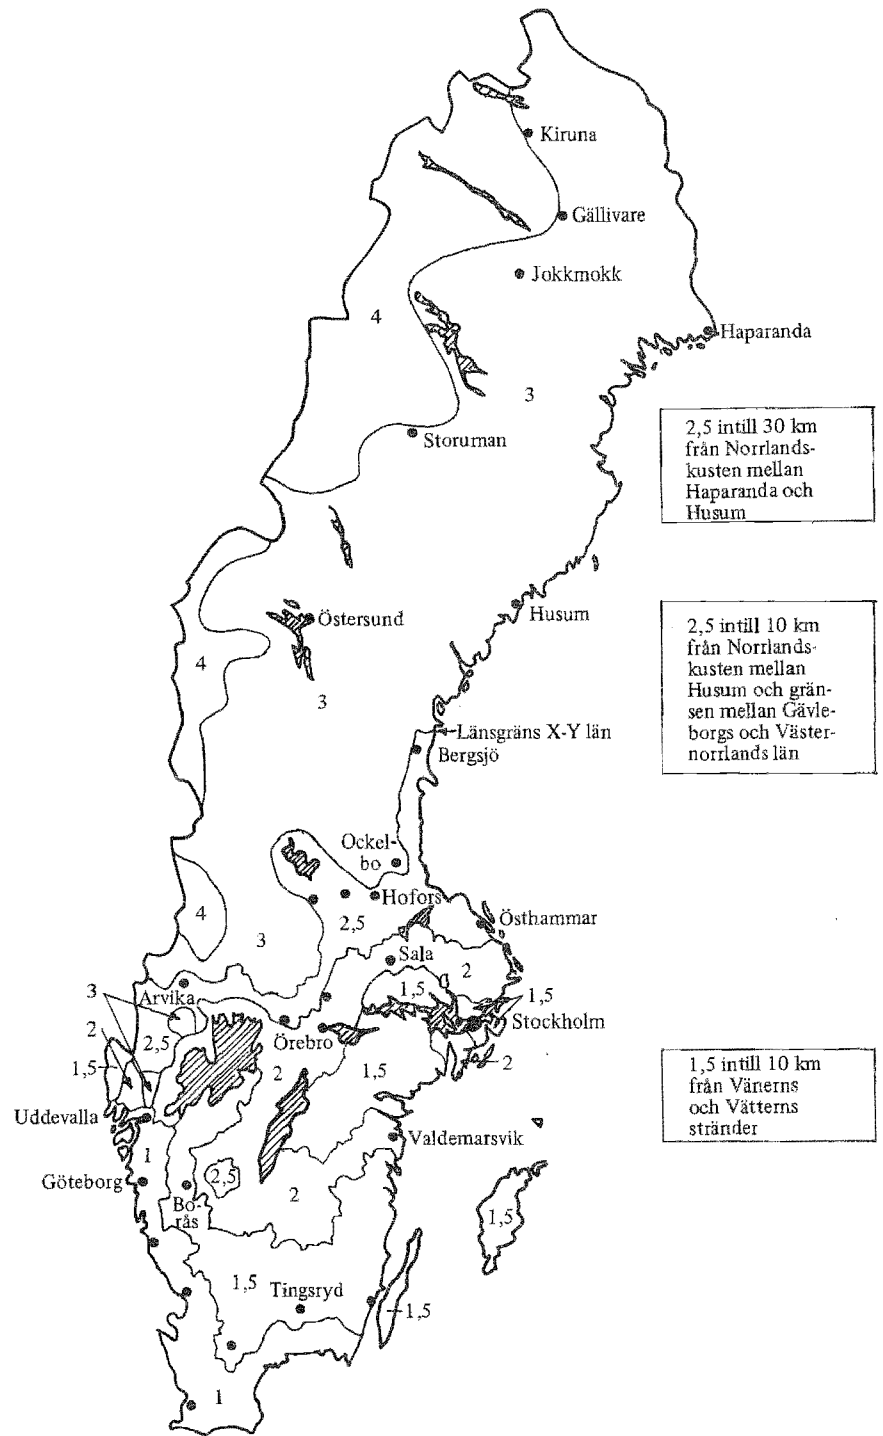 Kiruna
Gällivare
Jokkmokk
4
Haparanda
3
Storuman
2,5 intill 30 km
från Norrlands-
kusten mellan
Haparanda och
Husum
Östersund
Husum
4
3
2,5 intill 10 km
från Norrlands-
kusten mellan
Husum och grän-
sen mellan Gävle-
borgs och Väster-
norrlands län
Länsgräns X-Y län
Bergsjö
Ockel-
bo
Hofors
4
2,5
Östhammar
3
Sala
2
3
Arvika
1,5
1,5
2
2,5
Örebro
Stockholm
1,5
2
1,5
2
1,5 intill 10 km
från Vänerns
och Vätterns
stränder
Uddevalla
Valdemarsvik
1
Göteborg
2,5
2
Bo-
rås
1,5
1,5
Tingsryd
1,5
1